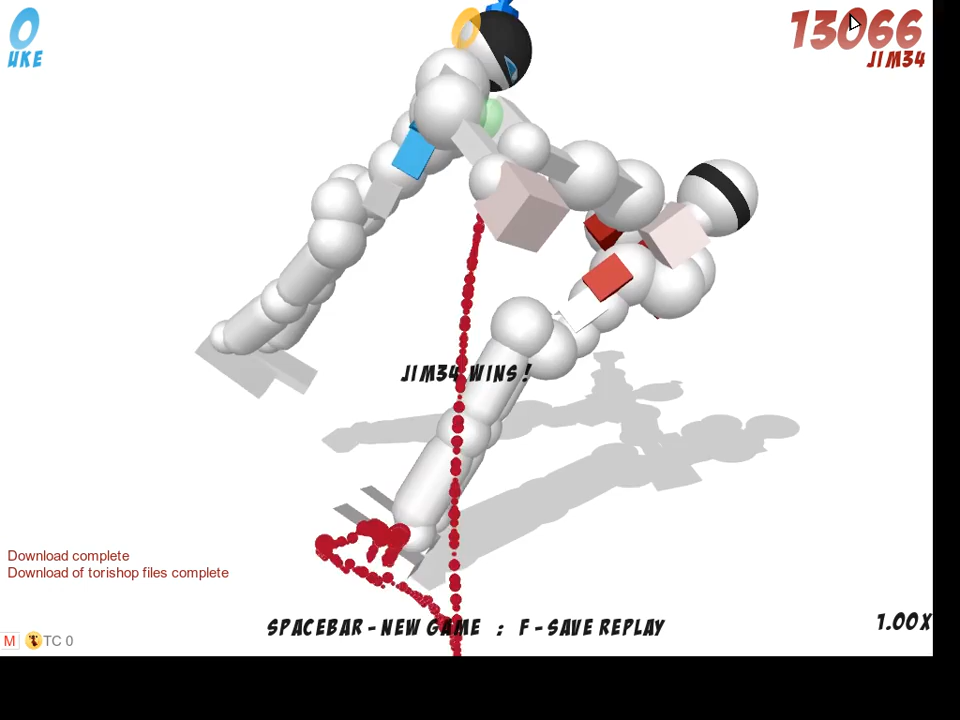 0
UKE
13066
JIM34
JIM34 WINS!
Download complete
Download of torishop files complete
SPACEBAR - NEW GAME : F - SAVE REPLAY
1.00X
M TC 0